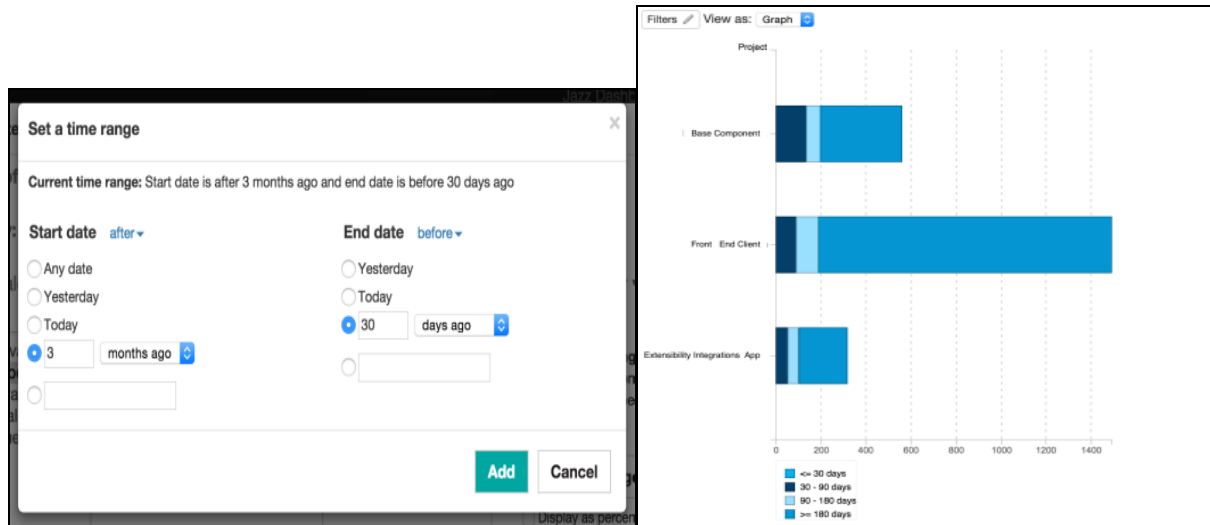 Jazz Dashb
Set a time range
×
Current time range: Start date is after 3 months ago and end date is before 30 days ago
Start date after
Any date
Yesterday
Today
3 months ago
End date before
Yesterday
Today
30 days ago
Add Cancel
Display as percen
Filters View as: Graph
Project
Base Component
Front End Client
Extensibility Integrations App
0 200 400 600 800 1000 1200 1400
<= 30 days
30 - 90 days
90 - 180 days
>= 180 days